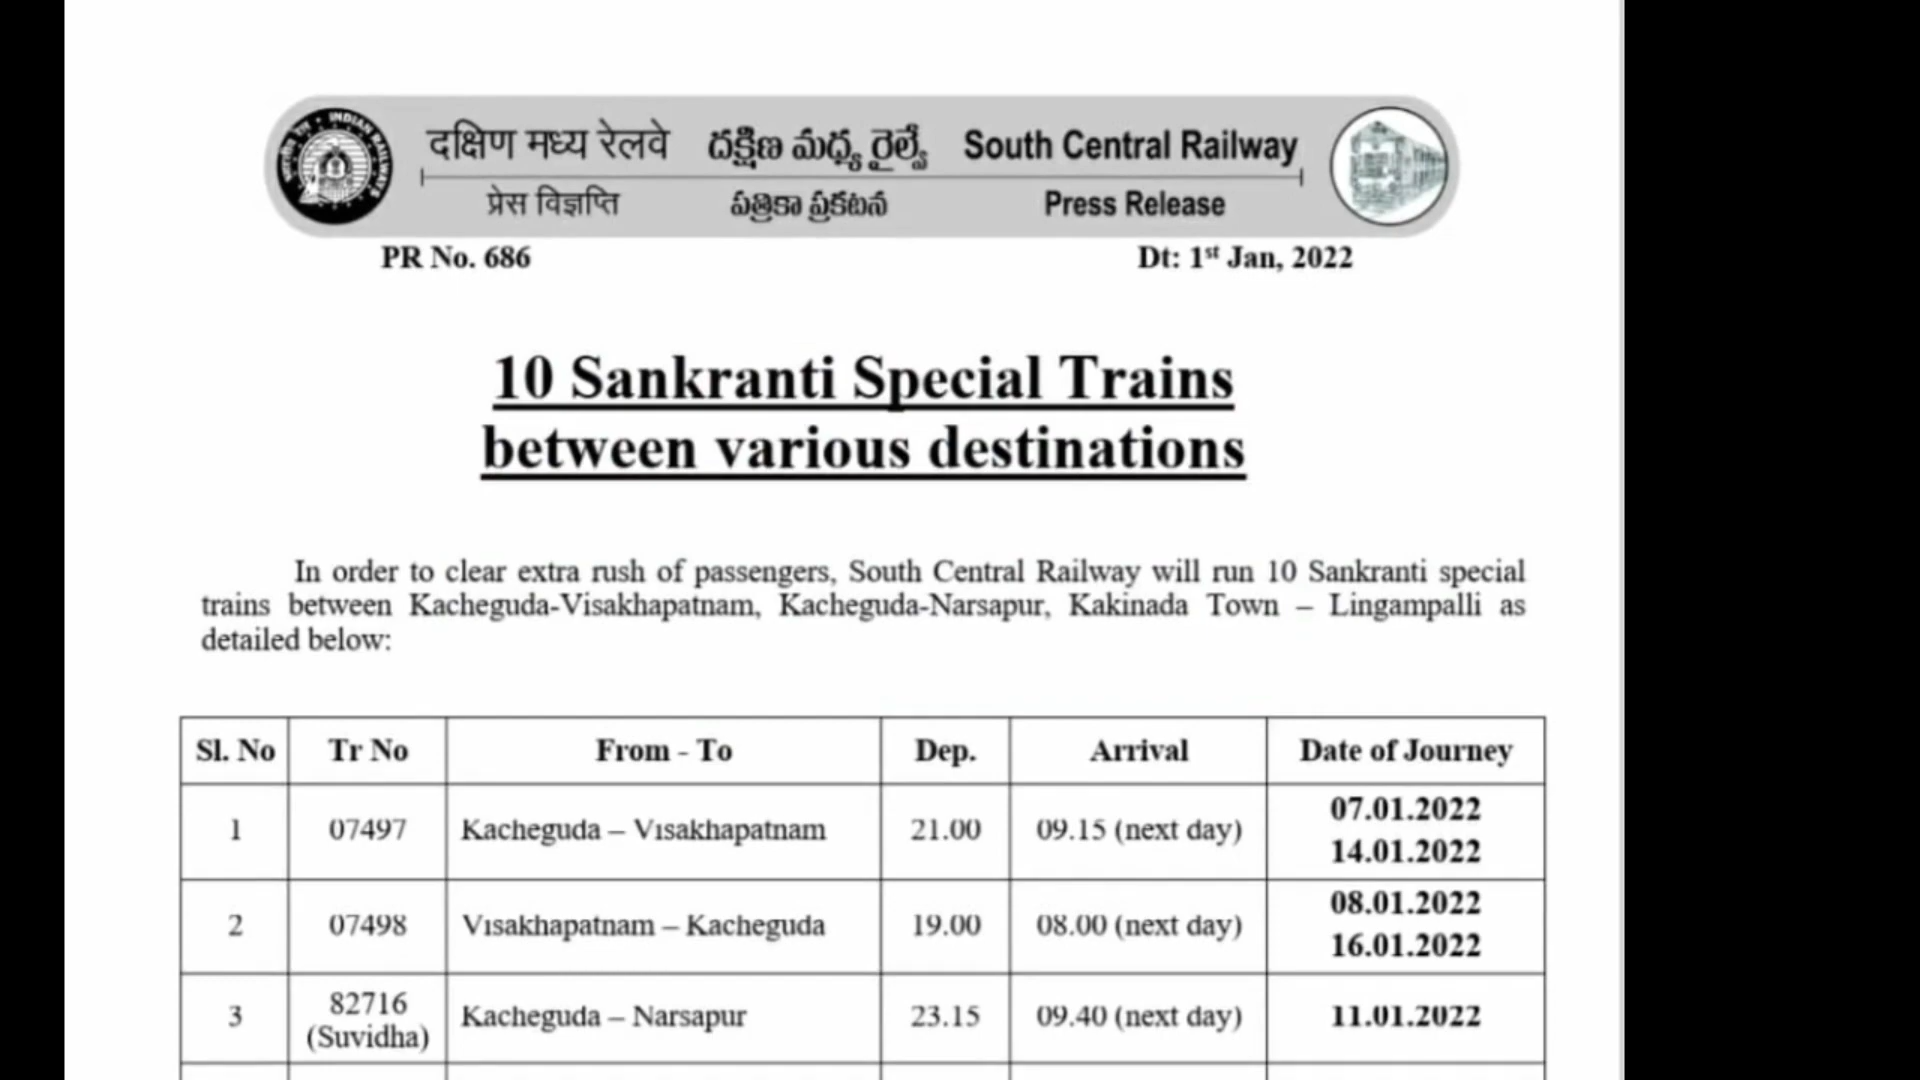 INDIAN RAILWAYS
दक्षिण मध्य रेलवे దక్షిణ మధ్య రైల్వే South Central Railway
प्रेस विज्ञप्ति పత్రికా ప్రకటన Press Release
PR No. 686 Dt: 1st Jan, 2022
10 Sankranti Special Trains
between various destinations
In order to clear extra rush of passengers, South Central Railway will run 10 Sankranti special
trains between Kacheguda-Visakhapatnam, Kacheguda-Narsapur, Kakinada Town – Lingampalli as
detailed below:
Sl. No Tr No From - To Dep. Arrival Date of Journey
1 07497 Kacheguda – Visakhapatnam 21.00 09.15 (next day) 07.01.2022
14.01.2022
2 07498 Visakhapatnam – Kacheguda 19.00 08.00 (next day) 08.01.2022
16.01.2022
3 82716 (Suvidha) Kacheguda – Narsapur 23.15 09.40 (next day) 11.01.2022